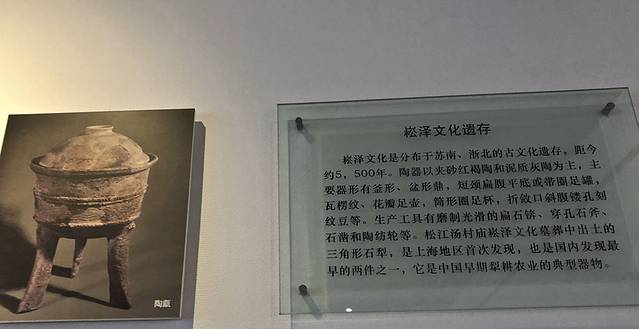 崧泽文化遗存
崧泽文化是分布于苏南、浙北的古文化遗存，距今
约5，500年。陶器以夹砂红褐陶和泥质灰陶为主，主
要器形有釜形、盆形鼎，短颈扁腹平底或带圈足罐，
瓦楞纹、花瓣足壶，筒形圈足杯，折敛口斜腹镂孔刻
纹豆等。生产工具有磨制光滑的扁石锛、穿孔石斧、
石凿和陶纺轮等。松江汤村庙崧泽文化墓葬中出土的
三角形石犁，是上海地区首次发现，也是国内发现最
早的两件之一，它是中国早期犁耕农业的典型器物。
陶甗